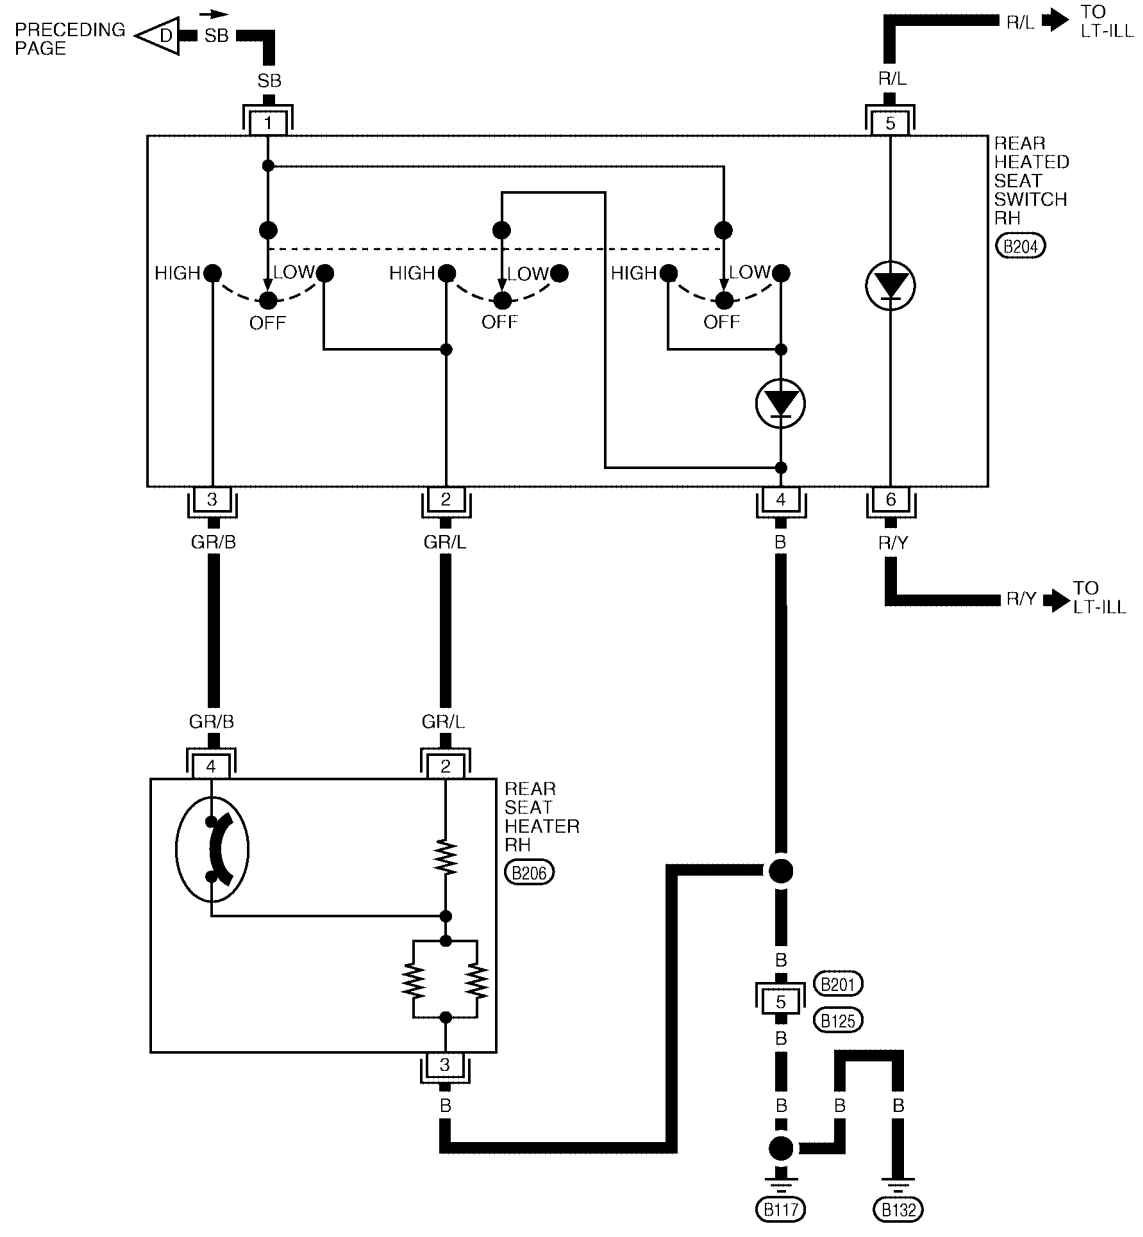 PRECEDING
PAGE
D
SB
SB
1
R/L
TO
LT-ILL
R/L
5
REAR
HEATED
SEAT
SWITCH
RH
B204
HIGH
LOW
OFF
HIGH
LOW
OFF
HIGH
LOW
OFF
3
2
4
6
GR/B
GR/L
B
R/Y
R/Y
TO
LT-ILL
GR/B
GR/L
4
2
REAR
SEAT
HEATER
RH
B206
3
B
B
5
B201
B125
B
B
B
B
B117
B132